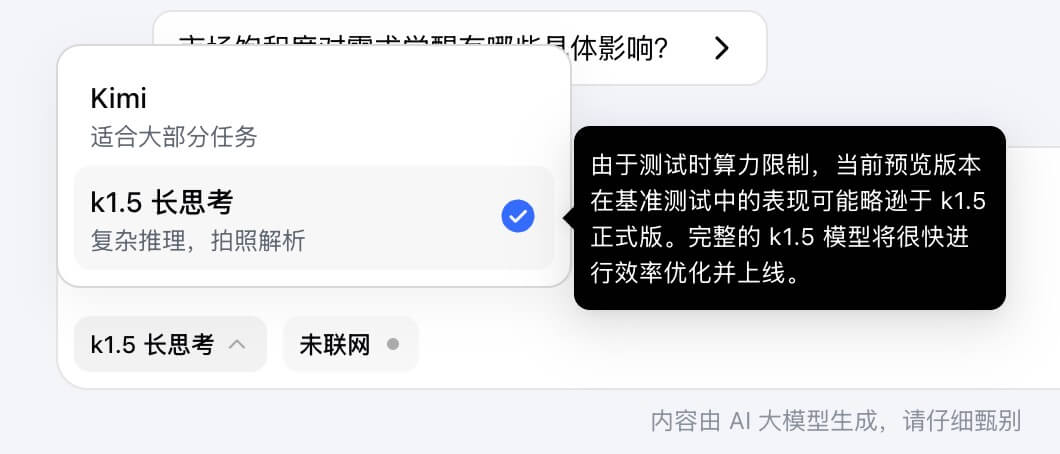 体影响?
Kimi
适合大部分任务
k1.5 长思考
复杂推理，拍照解析
由于测试时算力限制，当前预览版本
在基准测试中的表现可能略逊于 k1.5
正式版。完整的 k1.5 模型将很快进
行效率优化并上线。
k1.5 长思考
未联网
内容由 AI 大模型生成，请仔细甄别